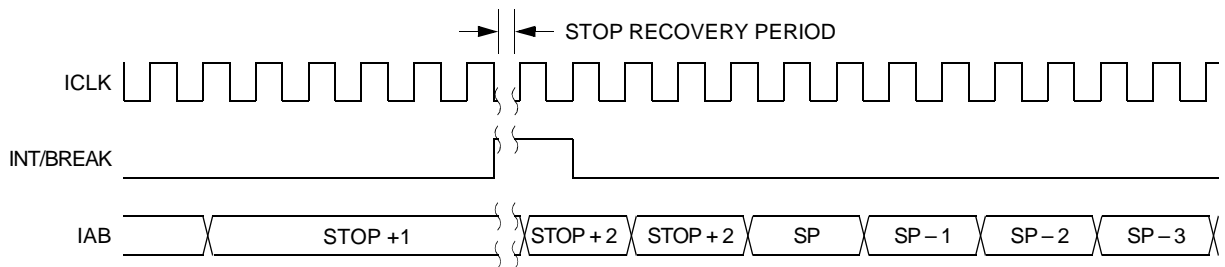 STOP RECOVERY PERIOD
ICLK
INT/BREAK
IAB STOP +1 STOP + 2 STOP + 2 SP SP – 1 SP – 2 SP – 3